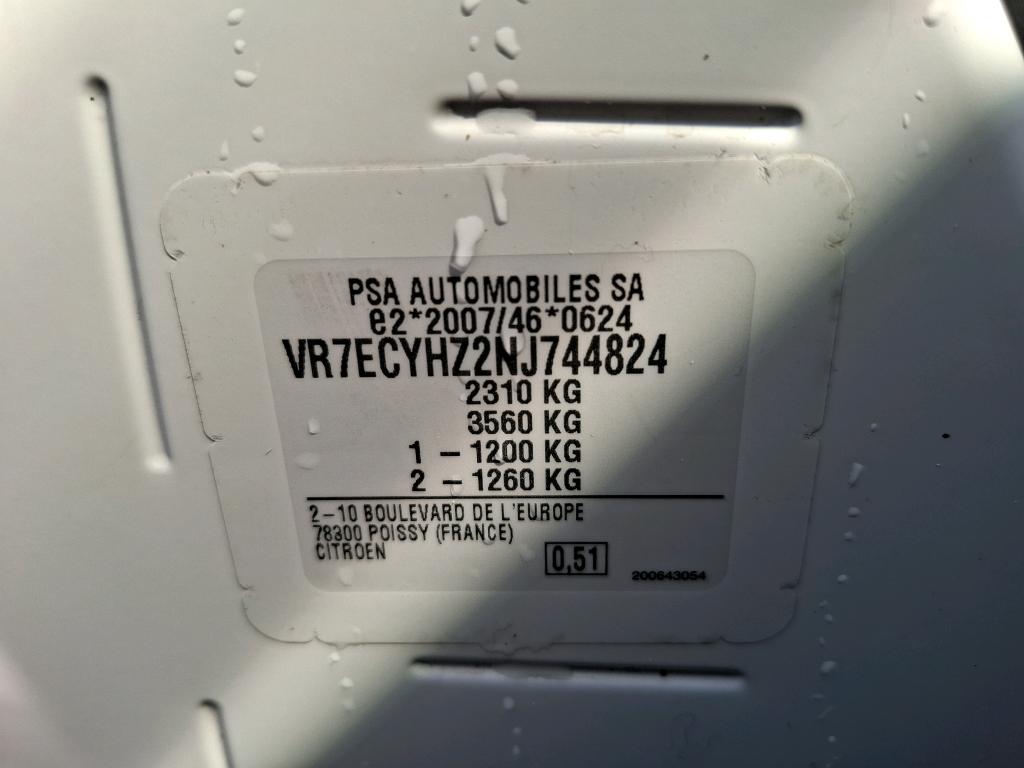 PSA AUTOMOBILES SA
e2*2007/46*0624
VR7ECYHZ2NJ744824
2310 KG
3560 KG
1 – 1200 KG
2 – 1260 KG
2–10 BOULEVARD DE L'EUROPE
78300 POISSY (FRANCE)
CITROEN
0,51
200643054